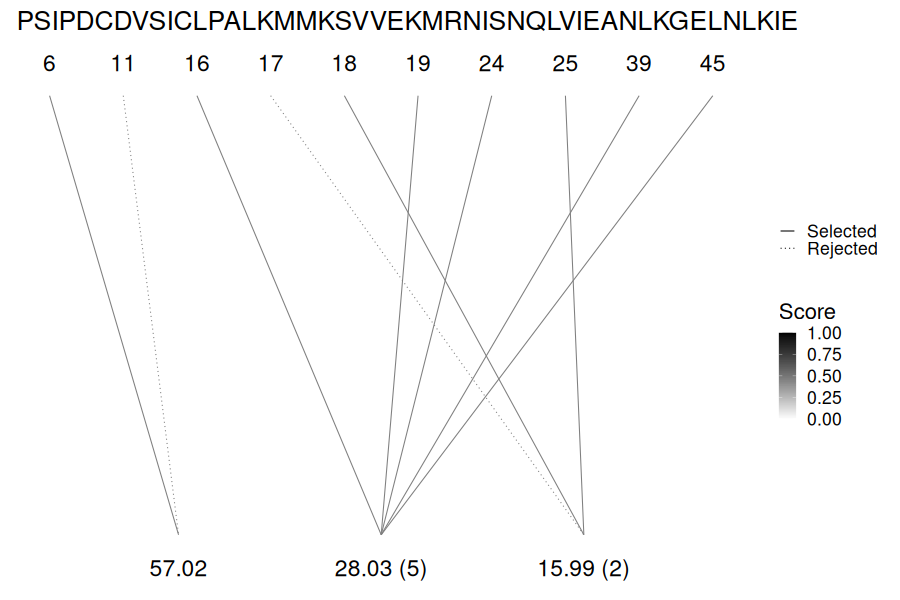 PSIPDCDVSICLPALKMMKSVVEKMRNISNQLVIEANLKGELNLKIE
6 11 16 17 18 19 24 25 39 45
Selected
Rejected
Score
1.00
0.75
0.50
0.25
0.00
57.02 28.03 (5) 15.99 (2)